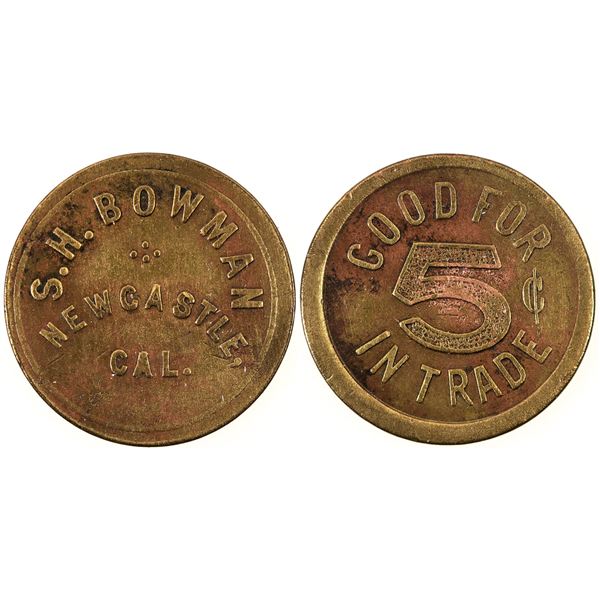 S.H. BOWMAN
NEWCASTLE,
CAL.
GOOD FOR
5¢
IN TRADE